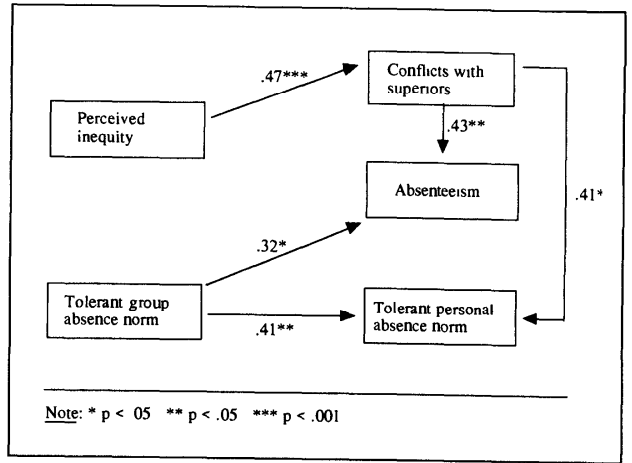 .47***
Conflicts with
superiors
Perceived
inequity
.43**
Absenteeism
.41*
.32*
Tolerant group
absence norm
.41**
Tolerant personal
absence norm
Note: * p < 05 ** p < .05 *** p < .001